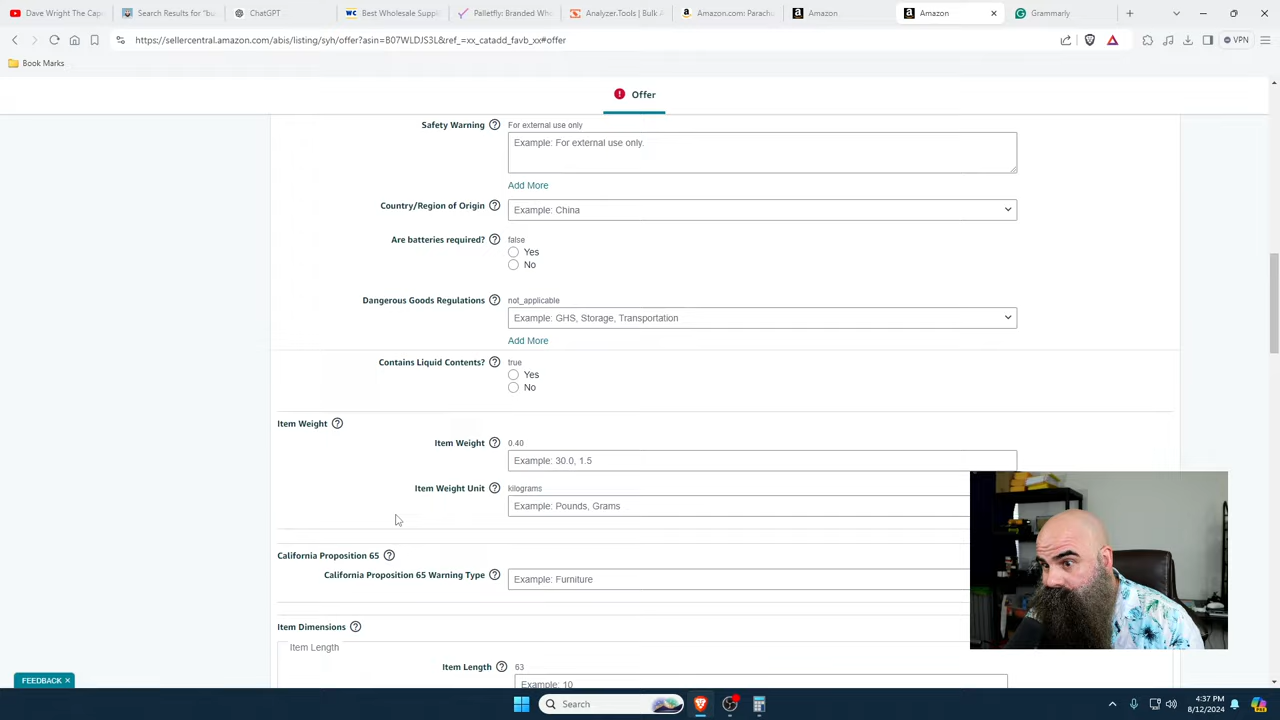 Dave Wright The Cap
Search Results For "bu
ChatGPT
Best Wholesale Suppli
Palletfly: Branded Who
Analyzer.Tools | Bulk A
Amazon.com: Parach
Amazon
Amazon
Grammarly
https://sellercentral.amazon.com/abis/listing/syh/offer?asin=B07WLDJS3L&ref_=xx_catadd_favb_xx#offer
VPN
Book Marks
Offer
Safety Warning
For external use only
Example: For external use only.
Add More
Country/Region of Origin
Example: China
Are batteries required?
false
Yes
No
Dangerous Goods Regulations
not_applicable
Example: GHS, Storage, Transportation
Add More
Contains Liquid Contents?
true
Yes
No
Item Weight
Item Weight
0.40
Example: 30.0, 1.5
Item Weight Unit
kilograms
Example: Pounds, Grams
California Proposition 65
California Proposition 65 Warning Type
Example: Furniture
Item Dimensions
Item Length
Item Length
63
Example: 10
FEEDBACK
Search
4:37 PM
8/12/2024